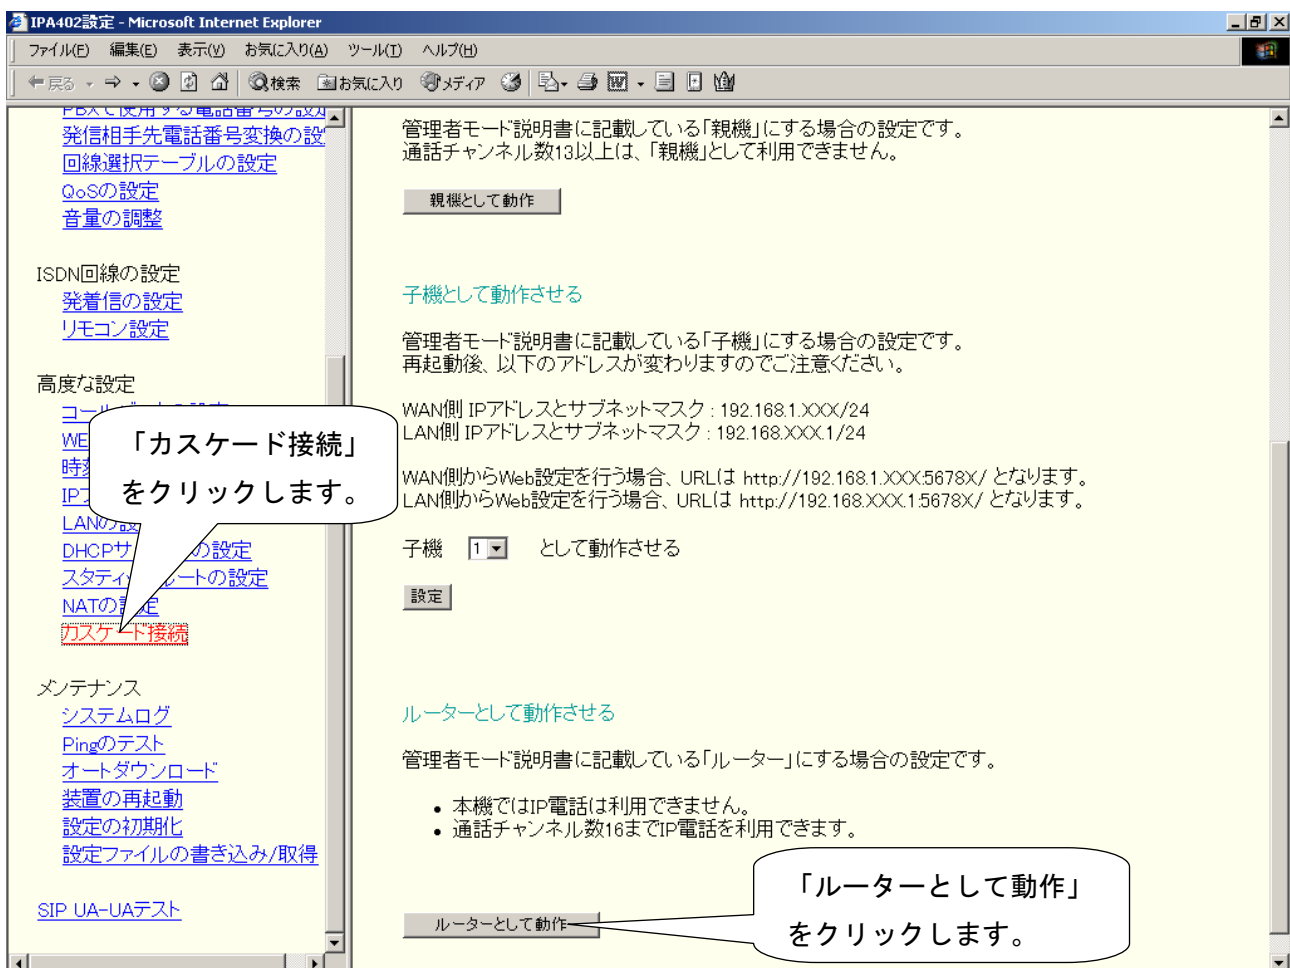 IPA402設定 - Microsoft Internet Explorer
ファイル(F) 編集(E) 表示(V) お気に入り(A) ツール(T) ヘルプ(H)
戻る 検索 お気に入り メディア
PBXで使用する電話番号の設定
発信相手先電話番号変換の設
回線選択テーブルの設定
QoSの設定
音量の調整
ISDN回線の設定
発着信の設定
リモコン設定
高度な設定
WE
IP
LANの設
DHCPサ の設定
スタティ ルートの設定
NATの設定
カスケード接続
メンテナンス
システムログ
Pingのテスト
オートダウンロード
装置の再起動
設定の初期化
設定ファイルの書き込み/取得
SIP UA-UAテスト
「カスケード接続」
をクリックします。
管理者モード説明書に記載している「親機」にする場合の設定です。
通話チャンネル数13以上は、「親機」として利用できません。
親機として動作
子機として動作させる
管理者モード説明書に記載している「子機」にする場合の設定です。
再起動後、以下のアドレスが変わりますのでご注意ください。
WAN側 IPアドレスとサブネットマスク : 192.168.1.XXX/24
LAN側 IPアドレスとサブネットマスク : 192.168.XXX.1/24
WAN側からWeb設定を行う場合、URLは http://192.168.1.XXX:5678X/ となります。
LAN側からWeb設定を行う場合、URLは http://192.168.XXX.1:5678X/ となります。
子機 1 として動作させる
設定
ルーターとして動作させる
管理者モード説明書に記載している「ルーター」にする場合の設定です。
• 本機ではIP電話は利用できません。
• 通話チャンネル数16までIP電話を利用できます。
ルーターとして動作
「ルーターとして動作」
をクリックします。